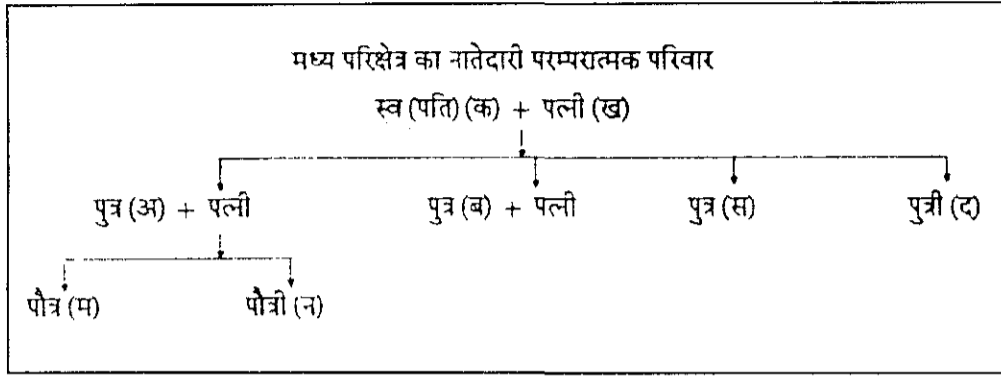 मध्य परिक्षेत्र का नातेदारी परम्परात्मक परिवार
स्व (पति) (क) + पत्नी (ख)
पुत्र (अ) + पत्नी पुत्र (ब) + पत्नी पुत्र (स) पुत्री (द)
पौत्र (म) पौत्री (न)